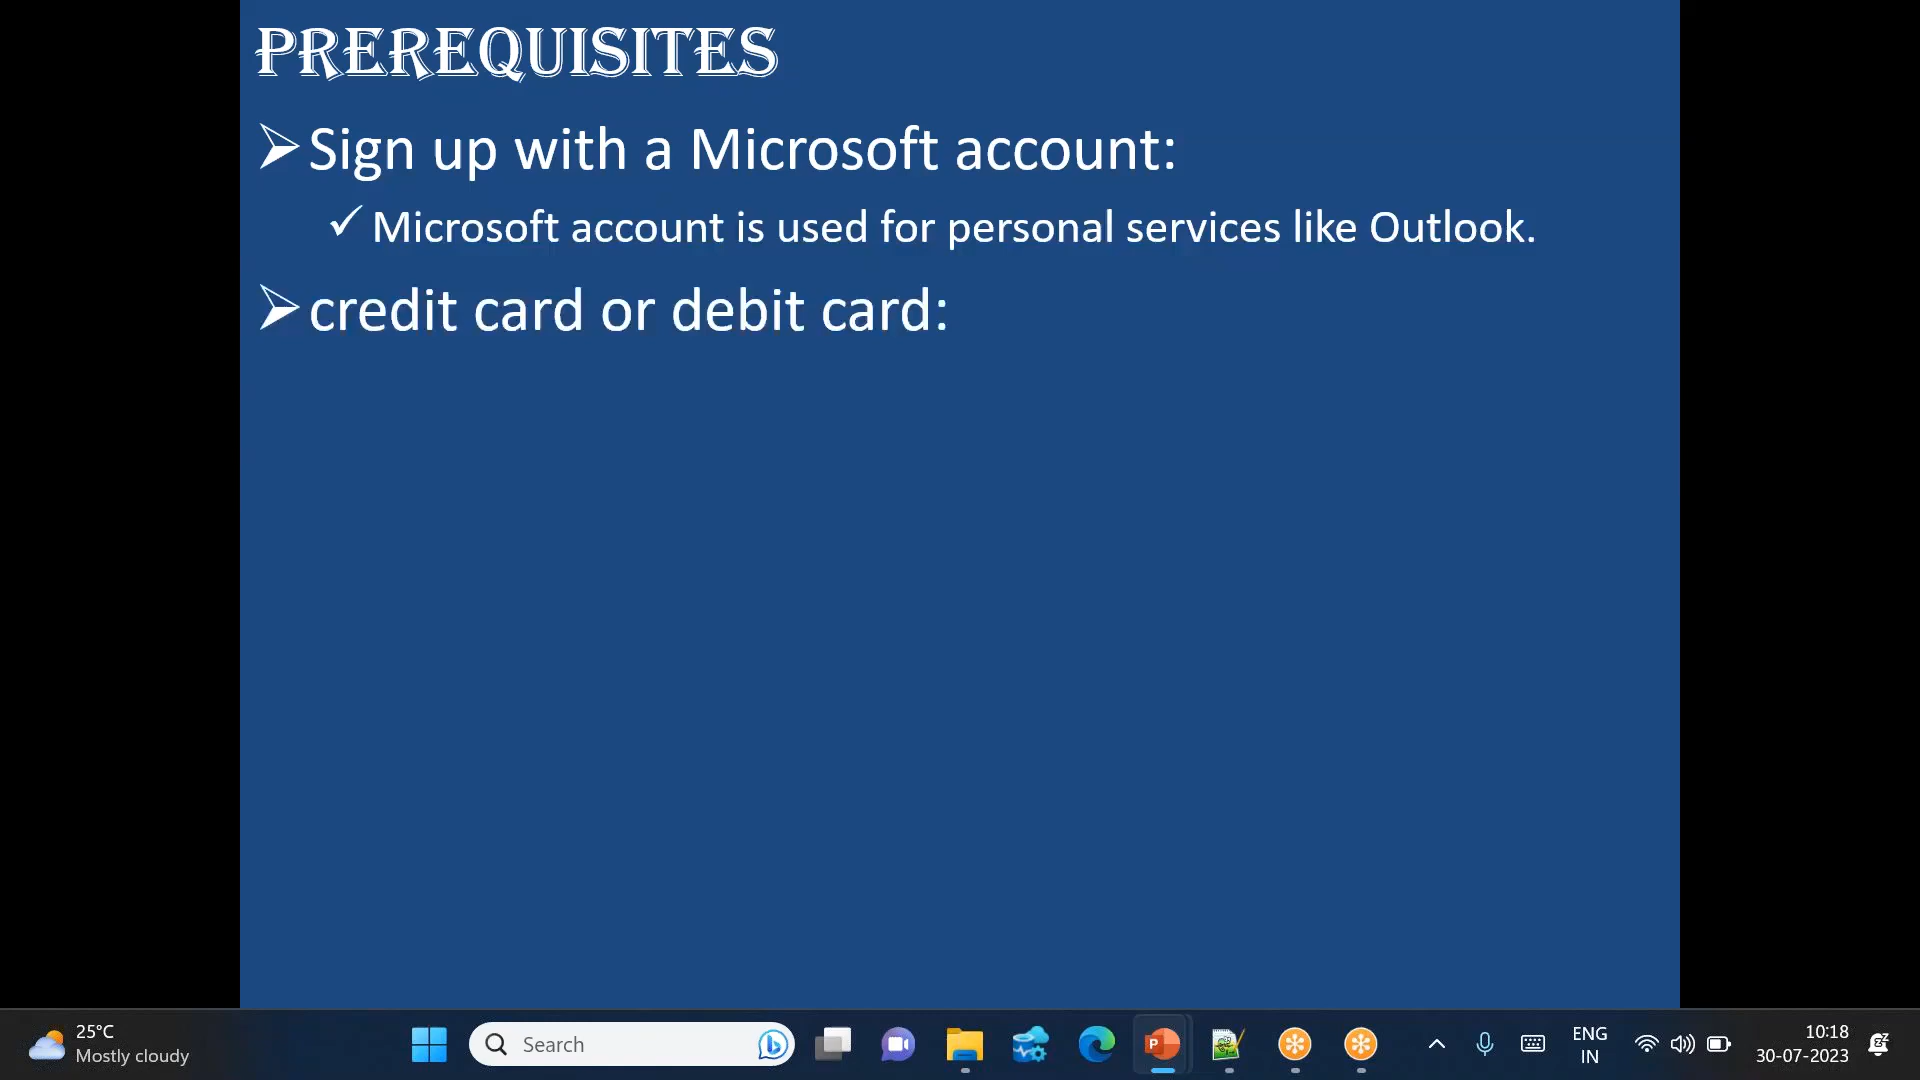 PREREQUISITES
Sign up with a Microsoft account:
Microsoft account is used for personal services like Outlook.
credit card or debit card:
25°C
Mostly cloudy
Search
ENG
IN
10:18
30-07-2023